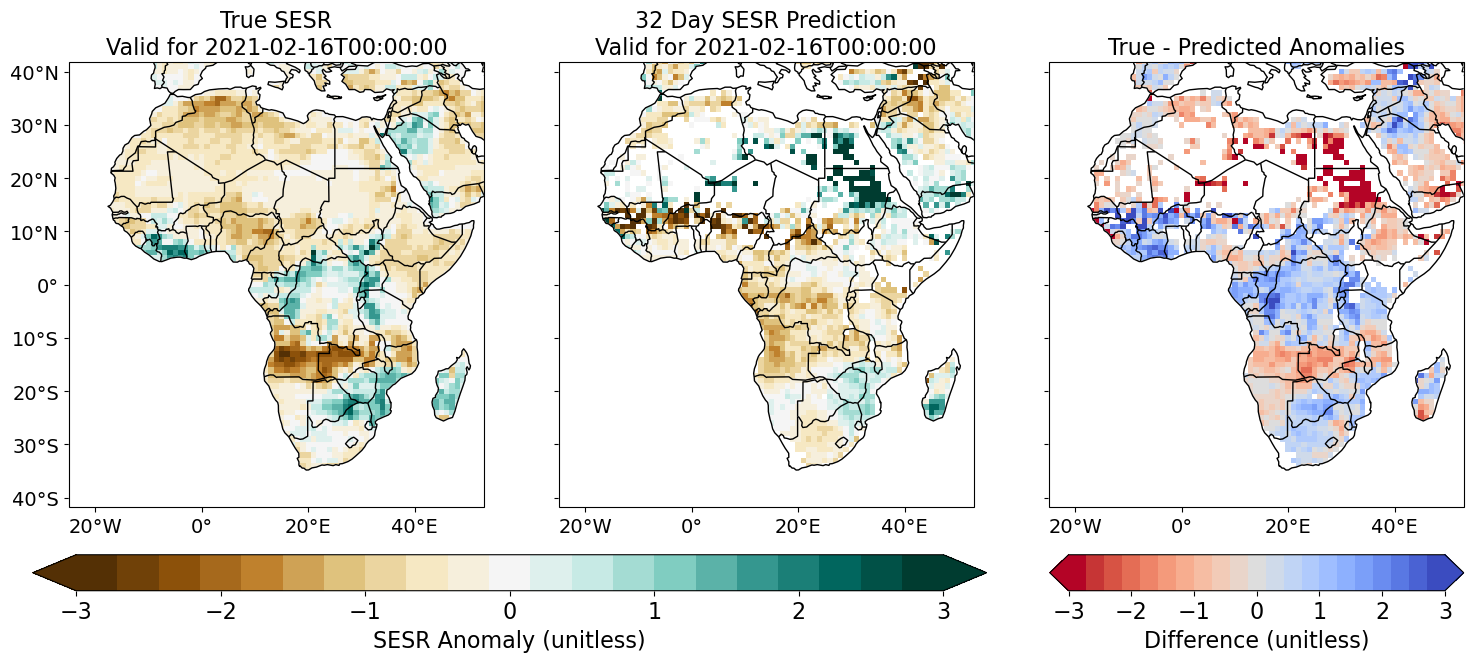 True SESR
Valid for 2021-02-16T00:00:00
32 Day SESR Prediction
Valid for 2021-02-16T00:00:00
True - Predicted Anomalies
40°N
30°N
20°N
10°N
0°
10°S
20°S
30°S
40°S
20°W 0° 20°E 40°E
20°W 0° 20°E 40°E
20°W 0° 20°E 40°E
−3 −2 −1 0 1 2 3
SESR Anomaly (unitless)
−3 −2 −1 0 1 2 3
Difference (unitless)